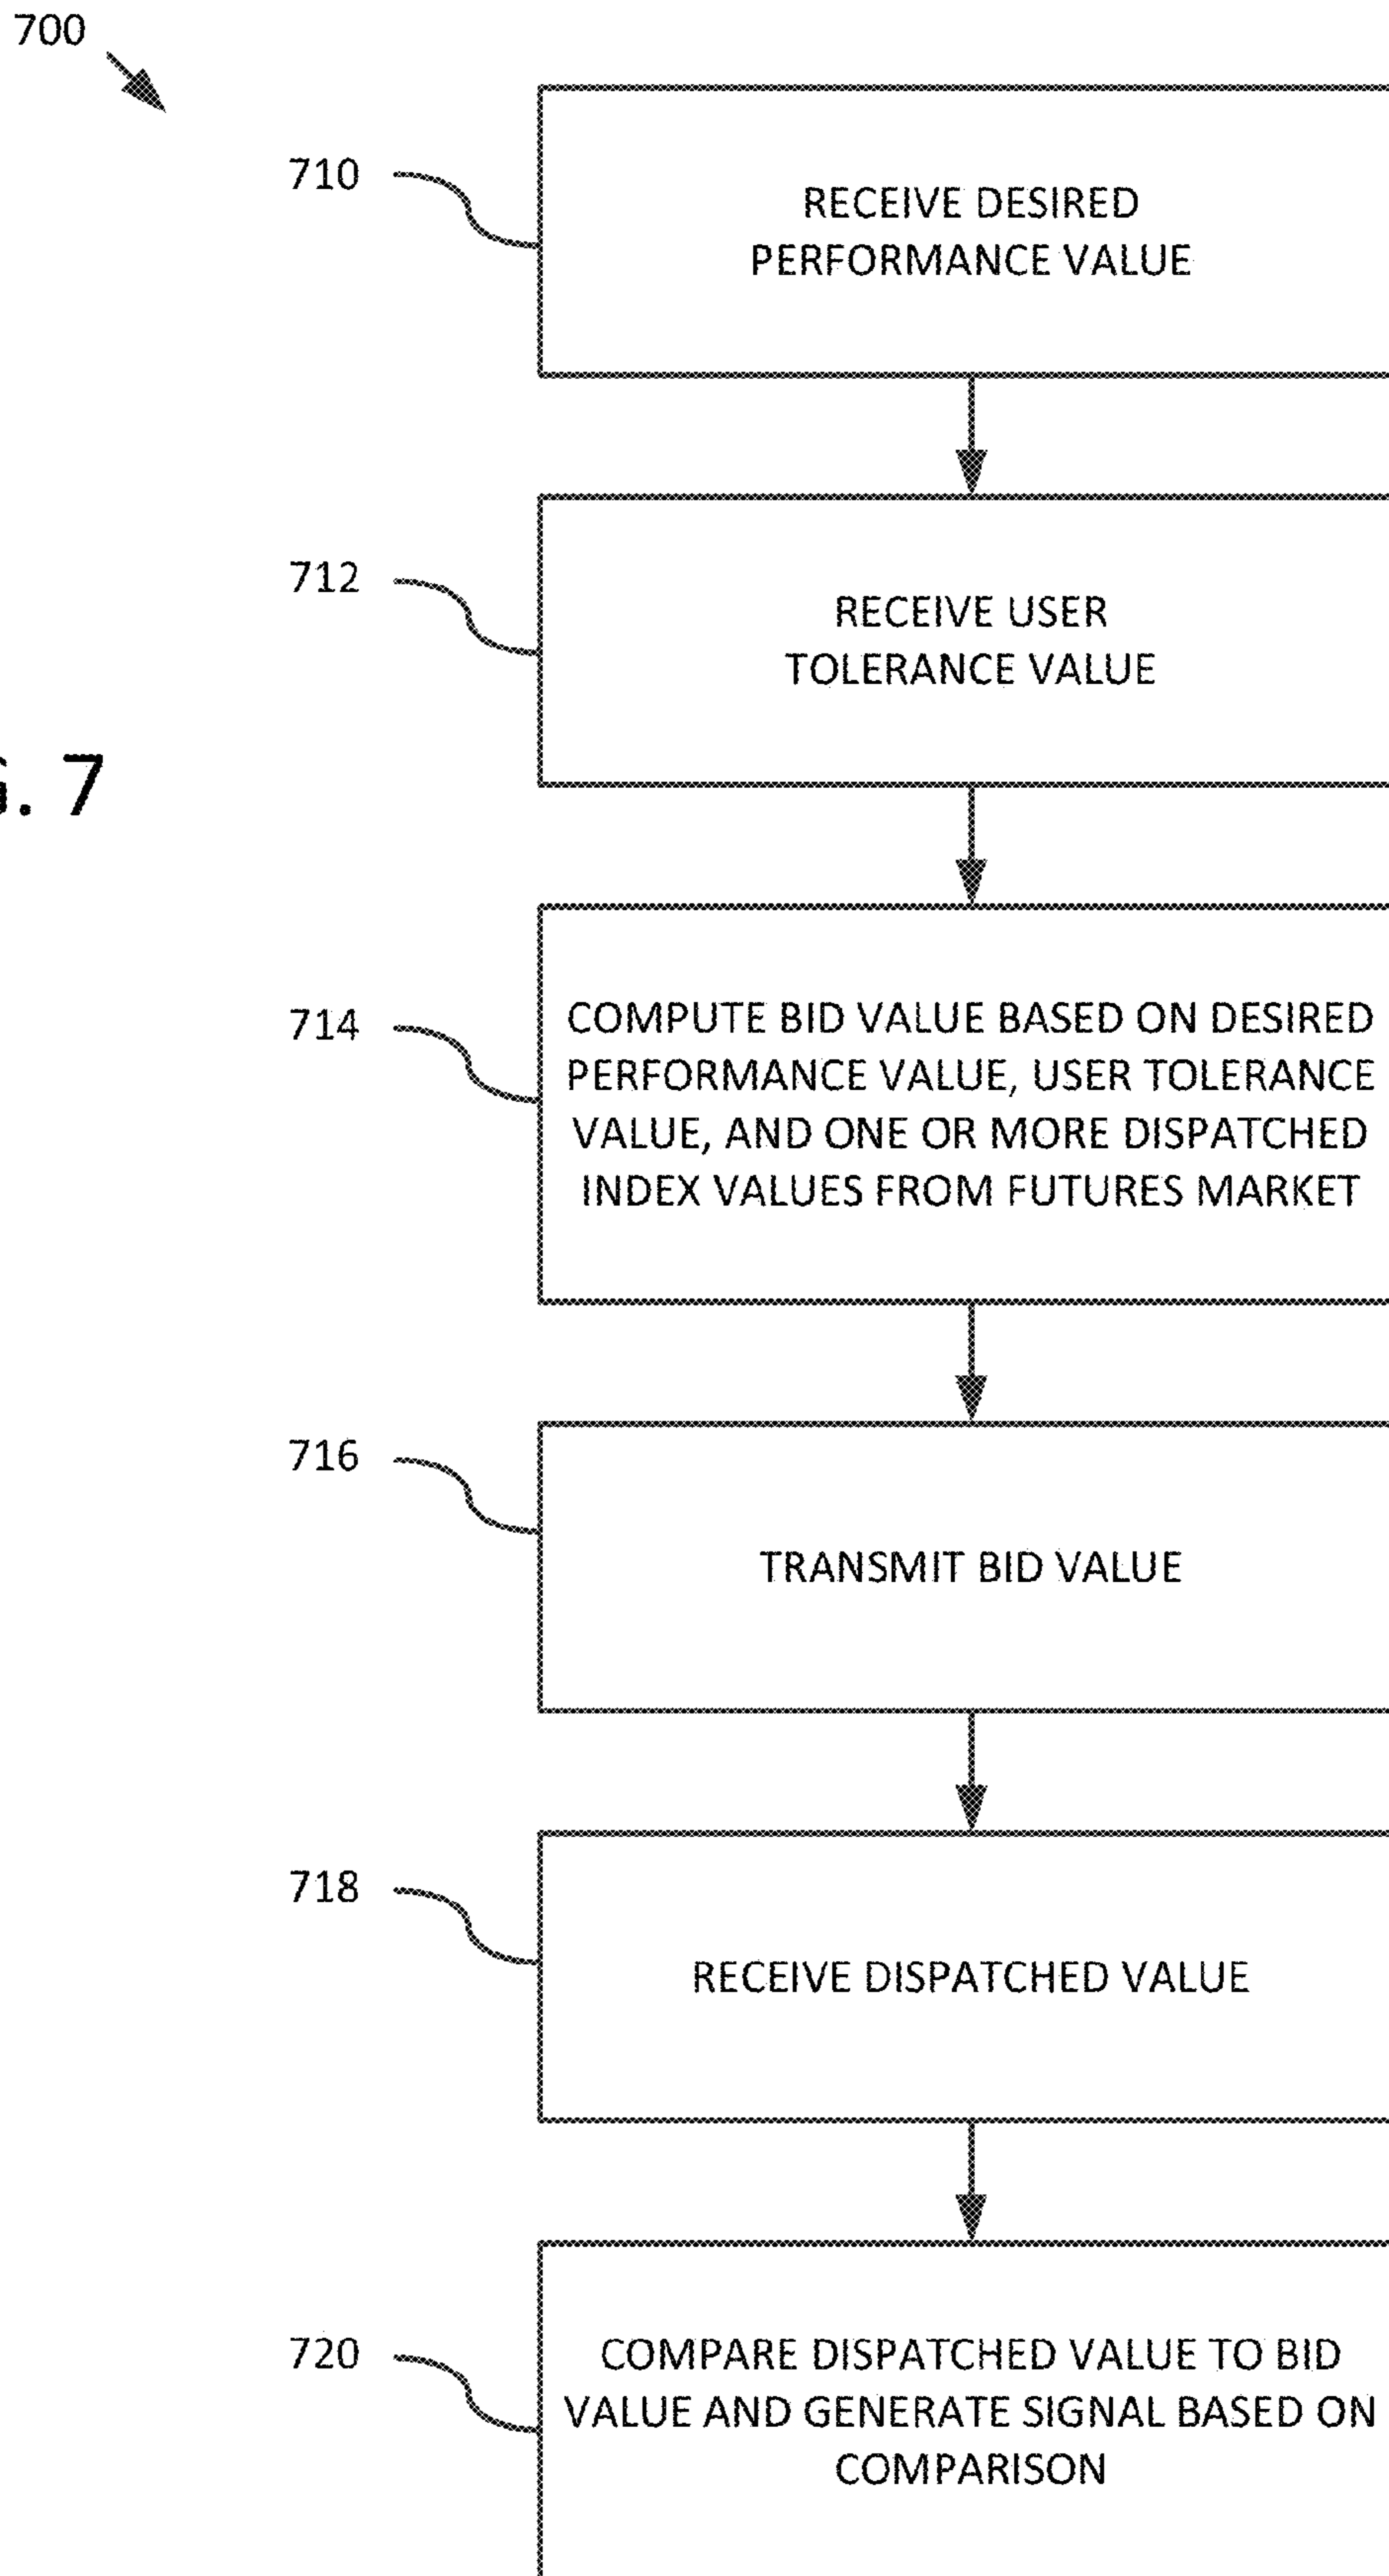 700
710
RECEIVE DESIRED
PERFORMANCE VALUE
712
RECEIVE USER
TOLERANCE VALUE
G. 7
714
COMPUTE BID VALUE BASED ON DESIRED
PERFORMANCE VALUE, USER TOLERANCE
VALUE, AND ONE OR MORE DISPATCHED
INDEX VALUES FROM FUTURES MARKET
716
TRANSMIT BID VALUE
718
RECEIVE DISPATCHED VALUE
720
COMPARE DISPATCHED VALUE TO BID
VALUE AND GENERATE SIGNAL BASED ON
COMPARISON